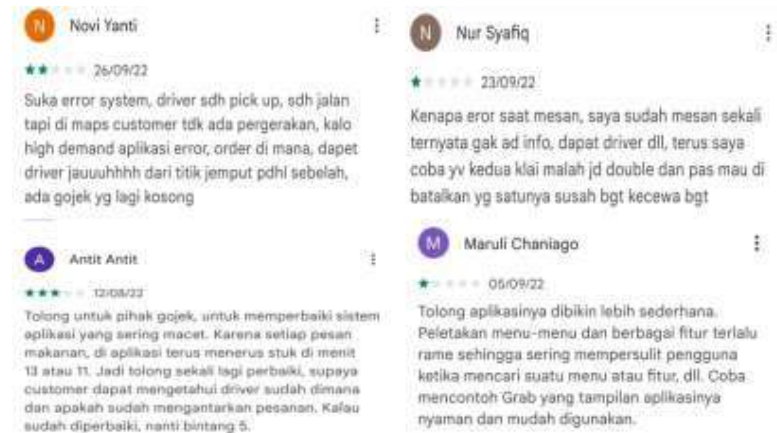 N Novi Yanti
26/09/22
Suka error system, driver sdh pick up, sdh jalan
tapi di maps customer tdk ada pergerakan, kalo
high demand aplikasi error, order di mana, dapet
driver jauuuhhhh dari titik jemput pdhl sebelah,
ada gojek yg lagi kosong
A Antit Antit
12/08/22
Tolong untuk pihak gojek, untuk memperbaiki sistem
aplikasi yang sering macet. Karena setiap pesan
makanan, di aplikasi terus menerus stuk di menit
13 atau 11. Jadi tolong sekali lagi perbaiki, supaya
customer dapat mengetahui driver sudah dimana
dan apakah sudah mengantarkan pesanan. Kalau
sudah diperbaiki, nanti bintang 5.
N Nur Syafiq
23/09/22
Kenapa eror saat mesan, saya sudah mesan sekali
ternyata gak ad info, dapat driver dll, terus saya
coba yv kedua klai malah jd double dan pas mau di
batalkan yg satunya susah bgt kecewa bgt
M Maruli Chaniago
05/09/22
Tolong aplikasinya dibikin lebih sederhana.
Peletakan menu-menu dan berbagai fitur terlalu
rame sehingga sering mempersulit pengguna
ketika mencari suatu menu atau fitur, dll. Coba
mencontoh Grab yang tampilan aplikasinya
nyaman dan mudah digunakan.